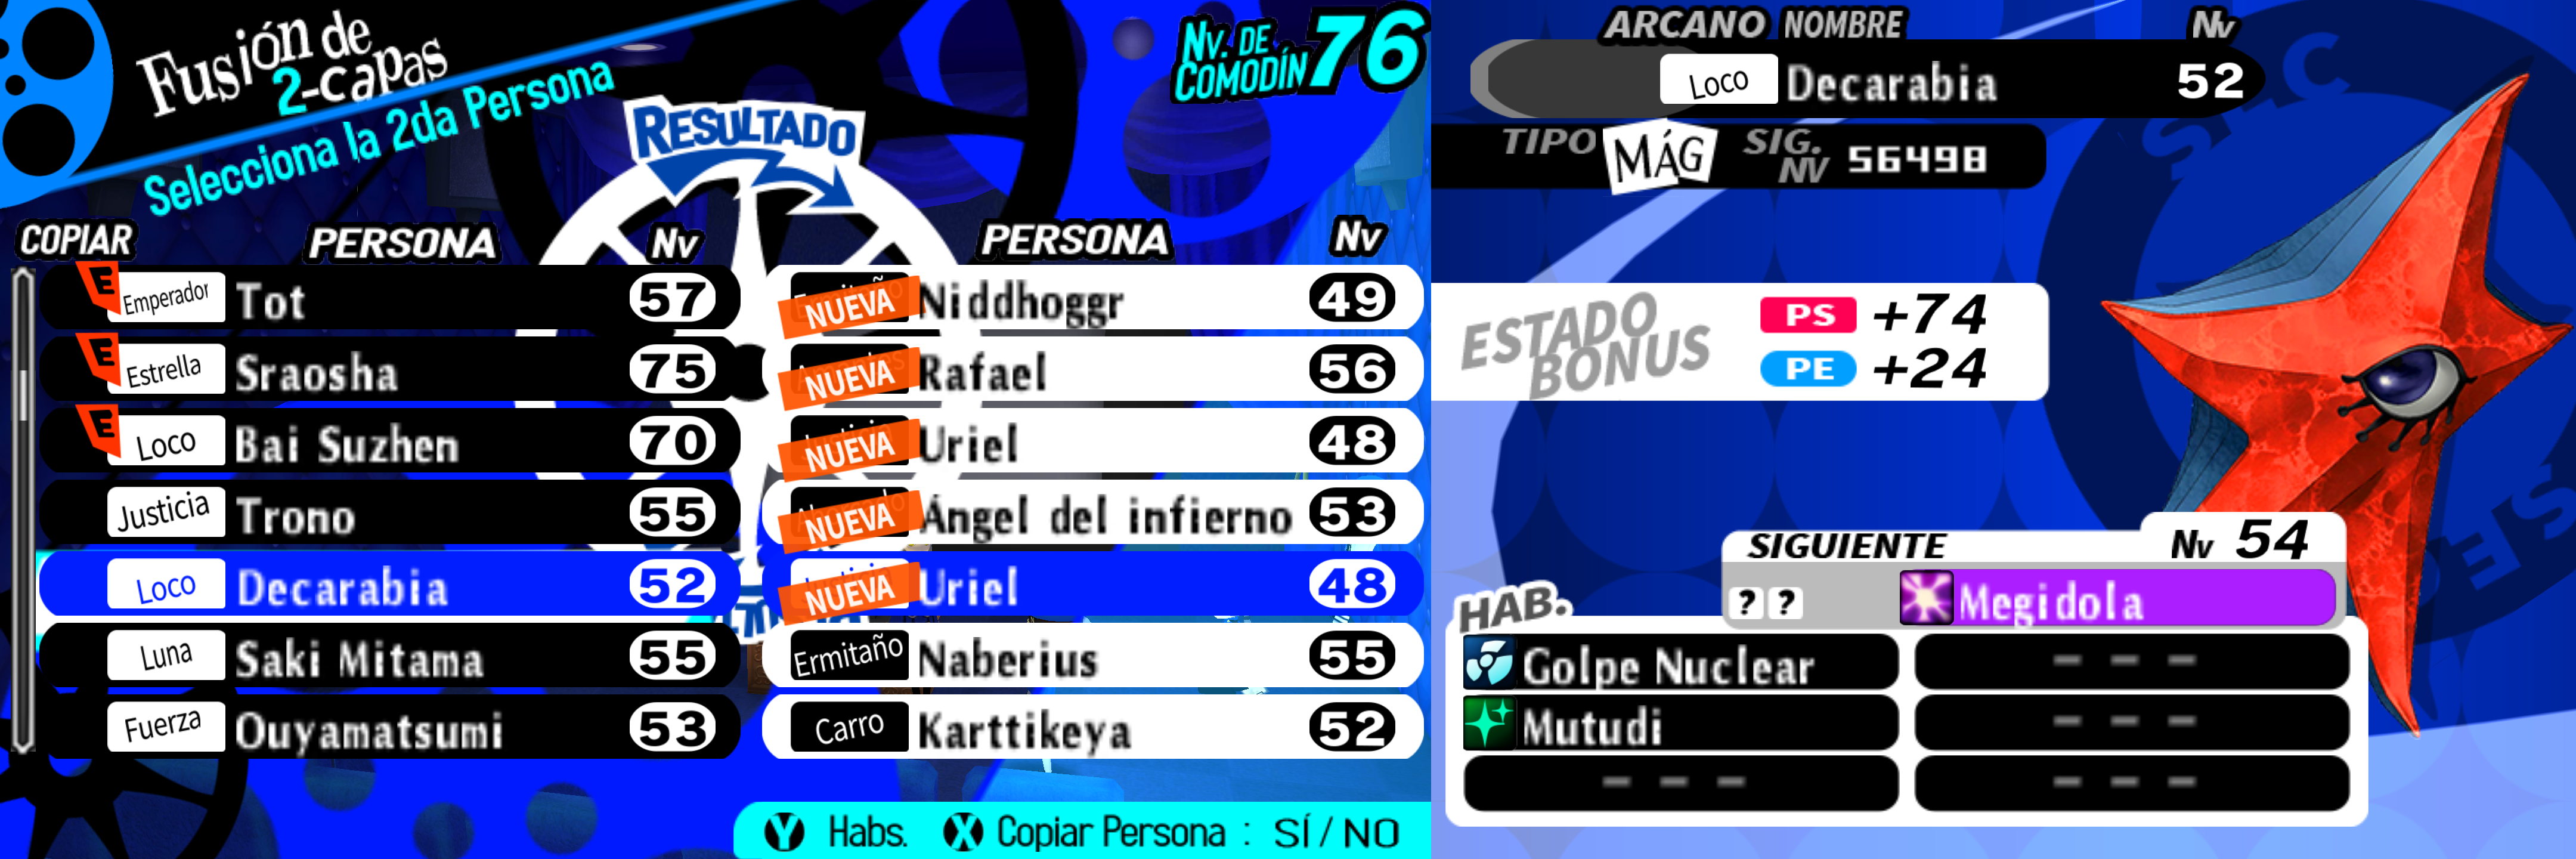 Fusión de
2-capas
Selecciona la 2da Persona
Nv. DE
COMODÍN 76
RESULTADO
COPIAR PERSONA Nv PERSONA Nv
E Emperador Tot 57 NUEVA Niddhoggr 49
E Estrella Sraosha 75 NUEVA Rafael 56
E Loco Bai Suzhen 70 NUEVA Uriel 48
Justicia Trono 55 NUEVA Ángel del infierno 53
Loco Decarabia 52 NUEVA Uriel 48
Luna Saki Mitama 55 Ermitaño Naberius 55
Fuerza Ouyamatsumi 53 Carro Karttikeya 52
Y Habs. X Copiar Persona : SÍ / NO
ARCANO NOMBRE Nv
Loco Decarabia 52
TIPO MÁG SIG. NV 56498
ESTADO
BONUS
PS +74
PE +24
SIGUIENTE Nv 54
? ? Megidola
HAB.
Golpe Nuclear - - -
Mutudi - - -
- - - - - -